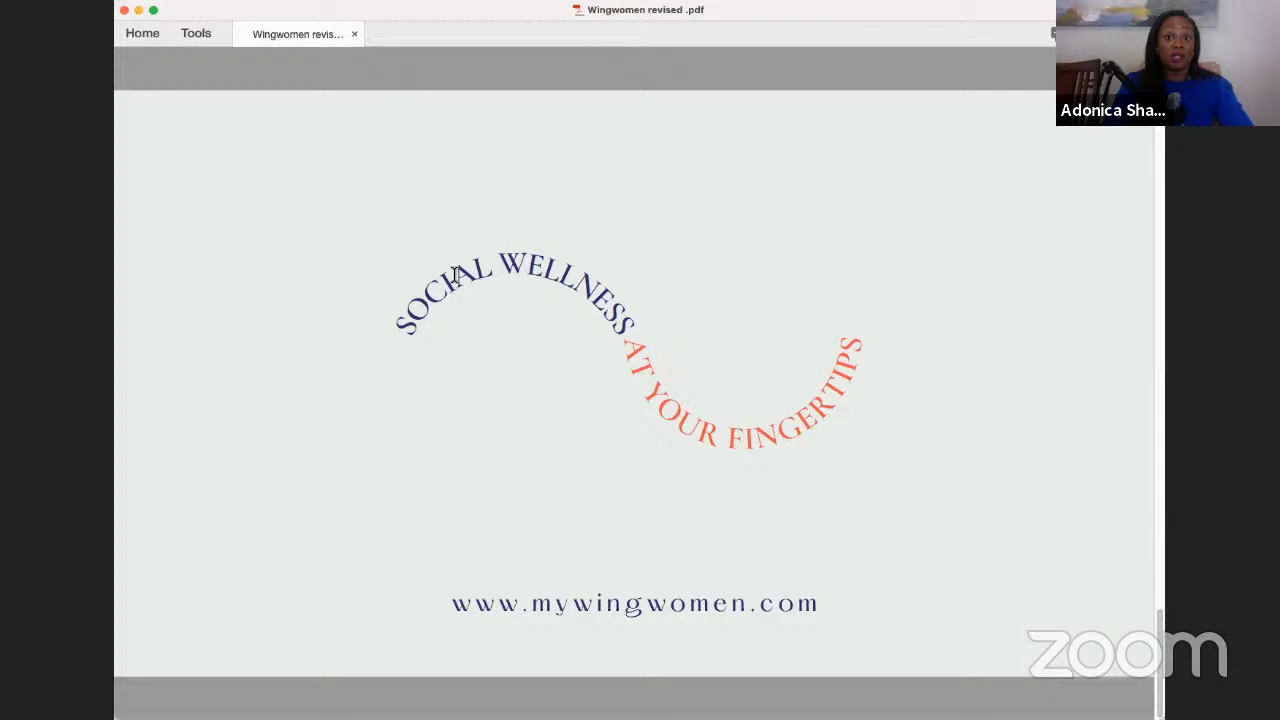 Wingwomen revised .pdf
Home Tools Wingwomen revis... ×
Adonica Sha...
SOCIAL WELLNESS
AT YOUR FINGERTIPS
www.mywingwomen.com
zoom